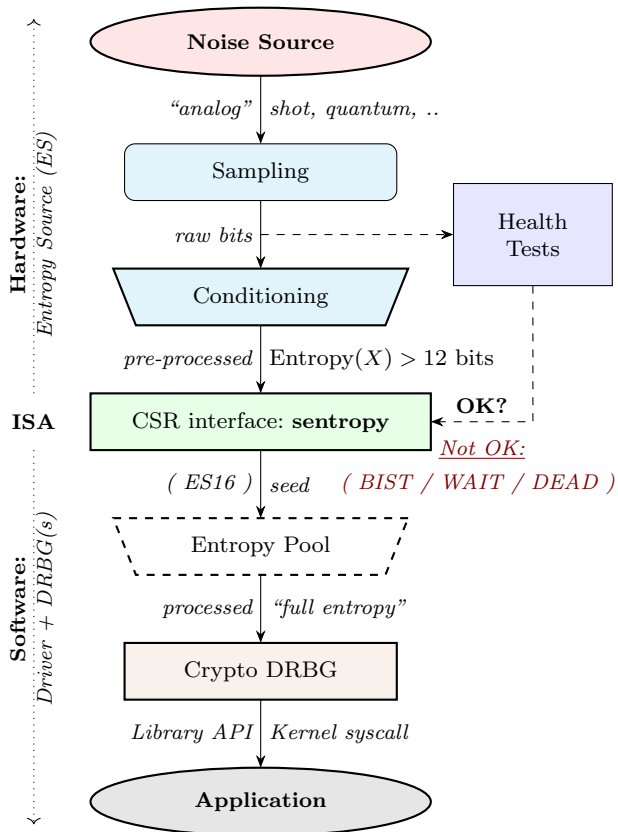 Noise Source
“analog” shot, quantum, ..
Sampling
Health
Tests
raw bits
Conditioning
Hardware:
Entropy Source (ES)
pre-processed Entropy(X) > 12 bits
ISA
CSR interface: sentropy
OK?
Not OK:
( ES16 ) seed ( BIST / WAIT / DEAD )
Entropy Pool
processed “full entropy”
Software:
Driver + DRBG(s)
Crypto DRBG
Library API Kernel syscall
Application